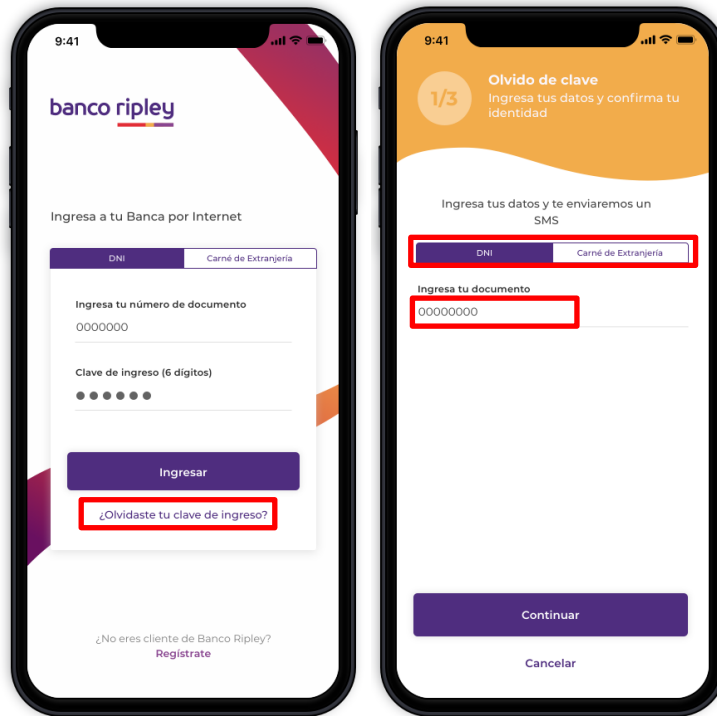 9:41
banco ripley
Ingresa a tu Banca por Internet
DNI
Carné de Extranjería
Ingresa tu número de documento
0000000
Clave de ingreso (6 dígitos)
Ingresar
¿Olvidaste tu clave de ingreso?
¿No eres cliente de Banco Ripley?
Regístrate
9:41
1/3
Olvido de clave
Ingresa tus datos y confirma tu
identidad
Ingresa tus datos y te enviaremos un
SMS
DNI
Carné de Extranjería
Ingresa tu documento
00000000
Continuar
Cancelar